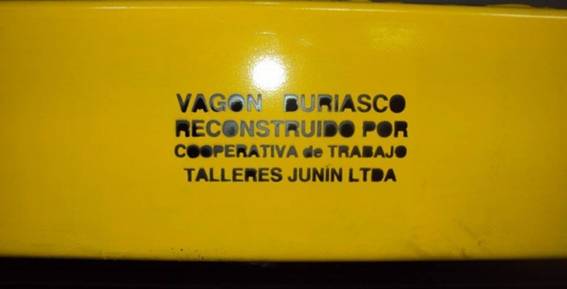 VAGON BURIASCO
RECONSTRUIDO POR
COOPERATIVA de TRABAJO
TALLERES JUNÍN LTDA